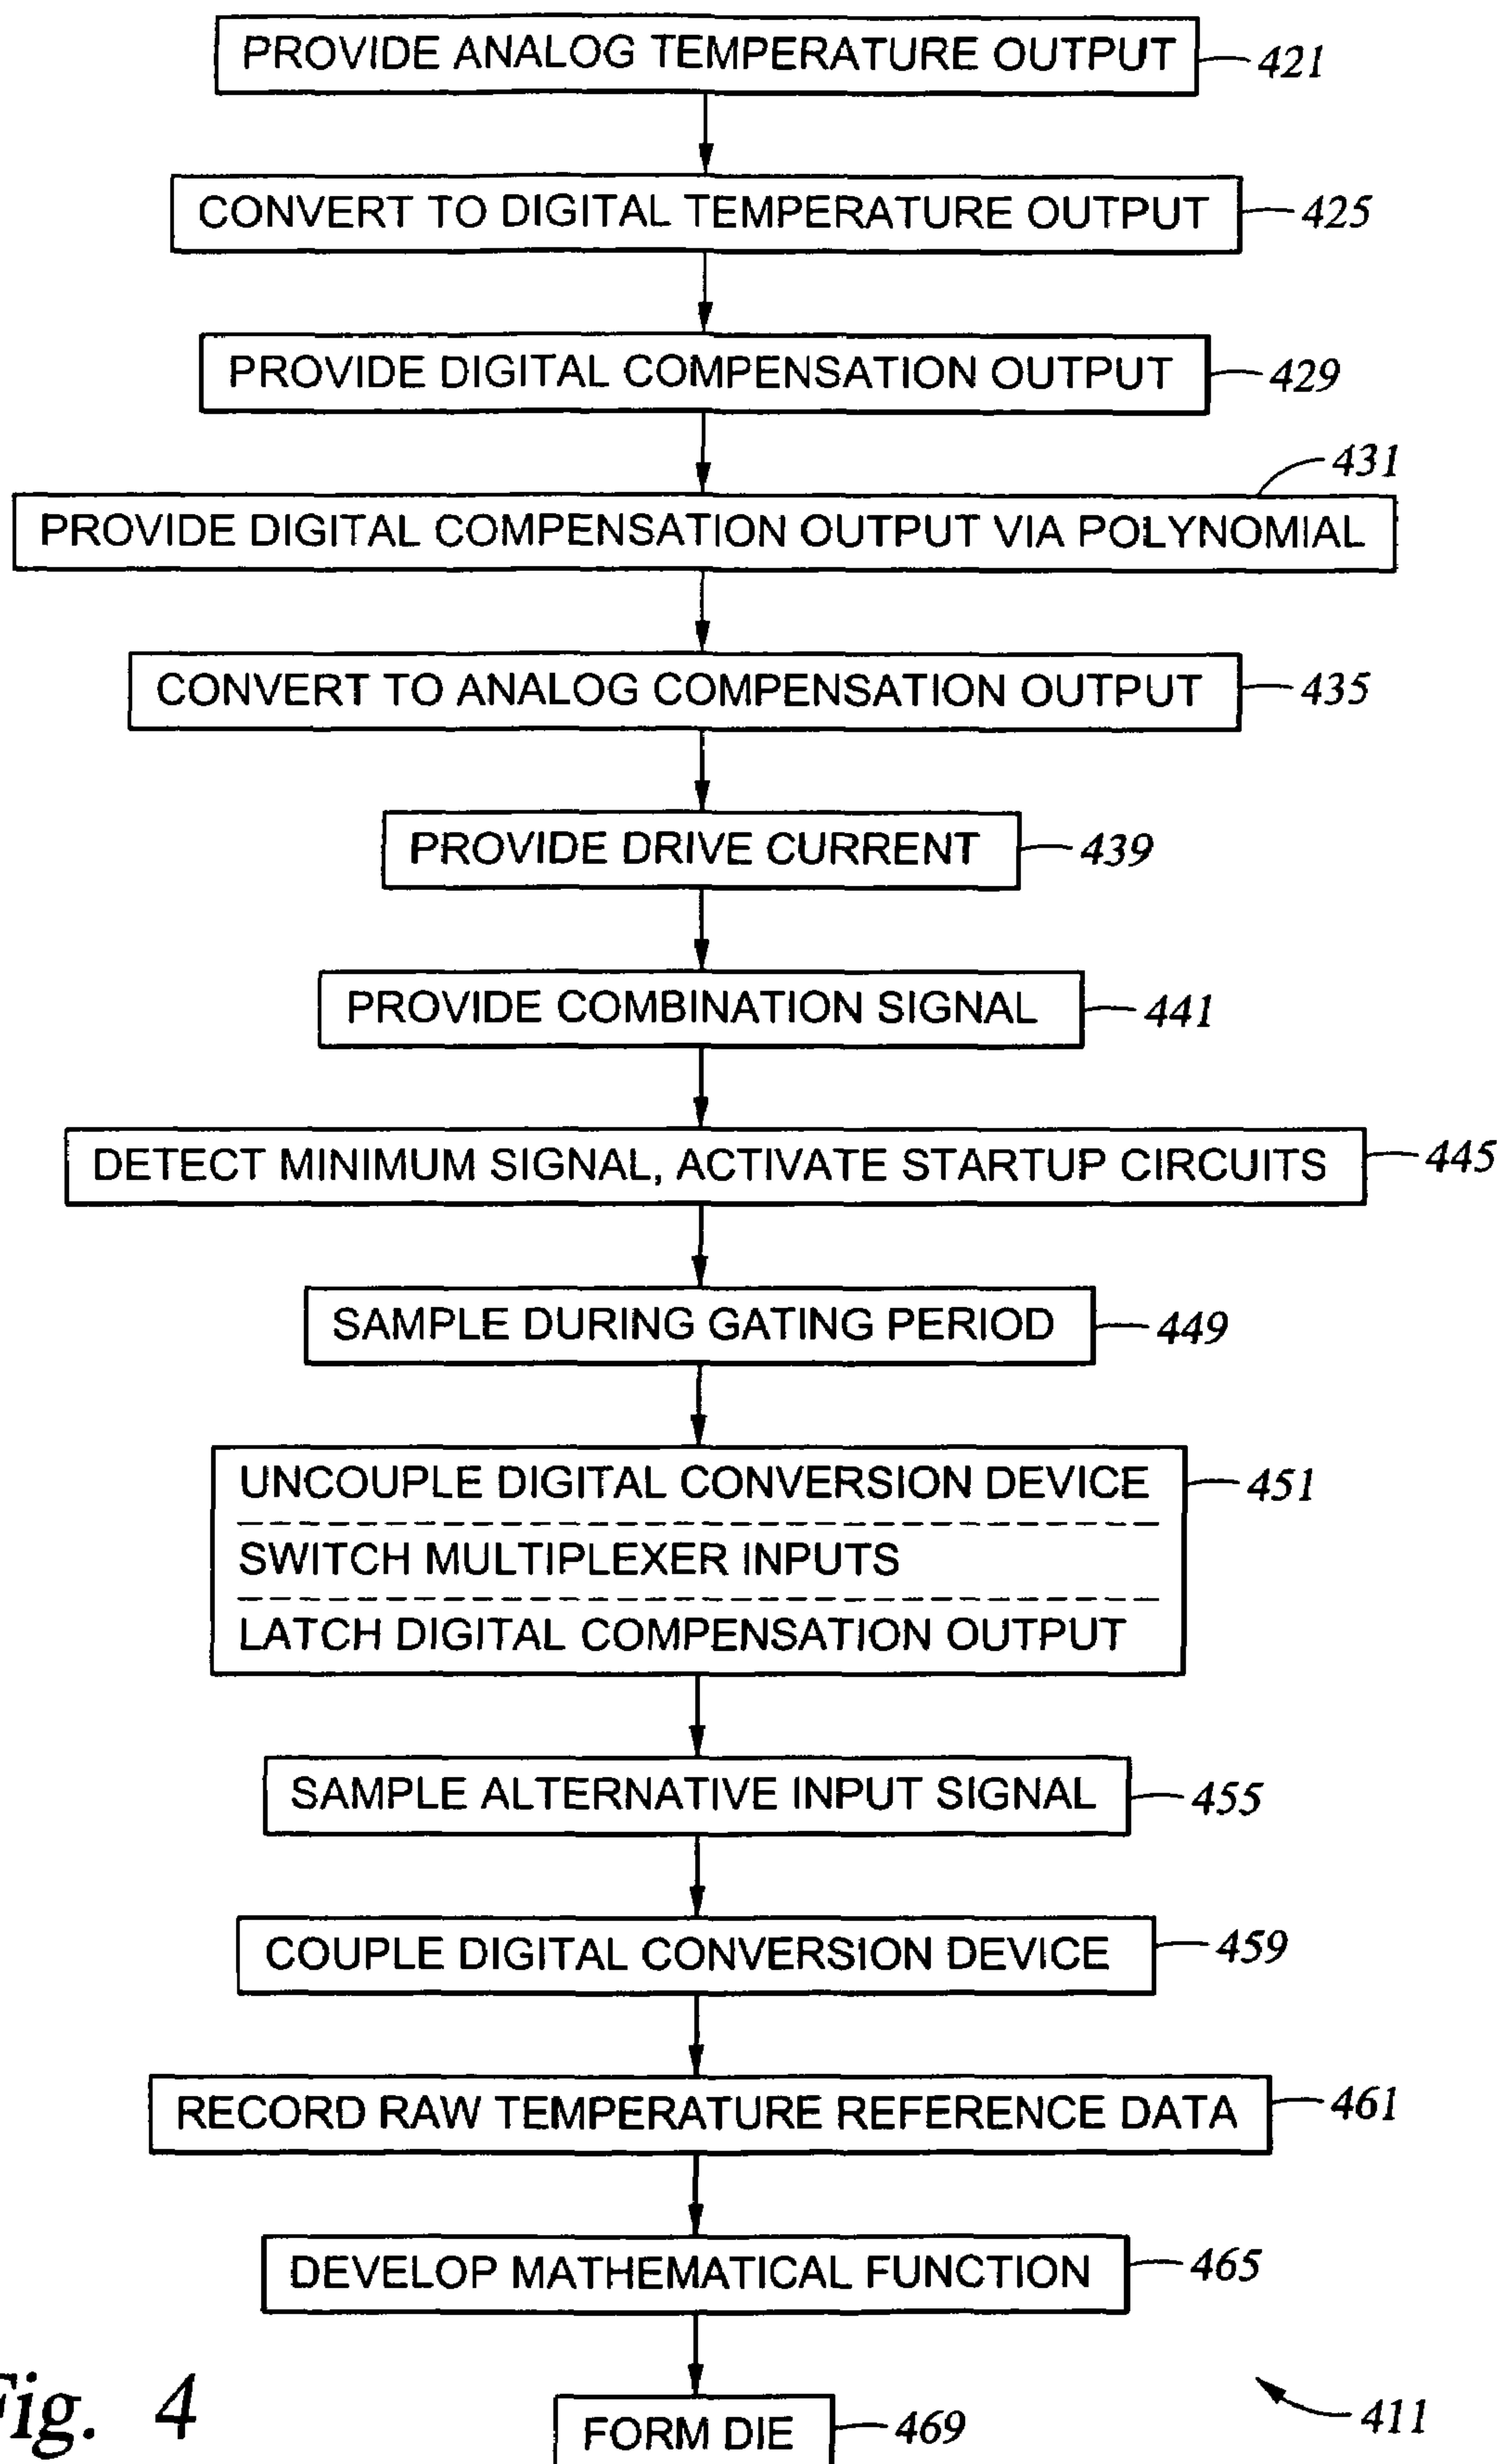 PROVIDE ANALOG TEMPERATURE OUTPUT 421
CONVERT TO DIGITAL TEMPERATURE OUTPUT 425
PROVIDE DIGITAL COMPENSATION OUTPUT 429
431
PROVIDE DIGITAL COMPENSATION OUTPUT VIA POLYNOMIAL
CONVERT TO ANALOG COMPENSATION OUTPUT 435
PROVIDE DRIVE CURRENT 439
PROVIDE COMBINATION SIGNAL 441
DETECT MINIMUM SIGNAL, ACTIVATE STARTUP CIRCUITS 445
SAMPLE DURING GATING PERIOD 449
UNCOUPLE DIGITAL CONVERSION DEVICE 451
SWITCH MULTIPLEXER INPUTS
LATCH DIGITAL COMPENSATION OUTPUT
SAMPLE ALTERNATIVE INPUT SIGNAL 455
COUPLE DIGITAL CONVERSION DEVICE 459
RECORD RAW TEMPERATURE REFERENCE DATA 461
DEVELOP MATHEMATICAL FUNCTION 465
Fig. 4
FORM DIE 469
411